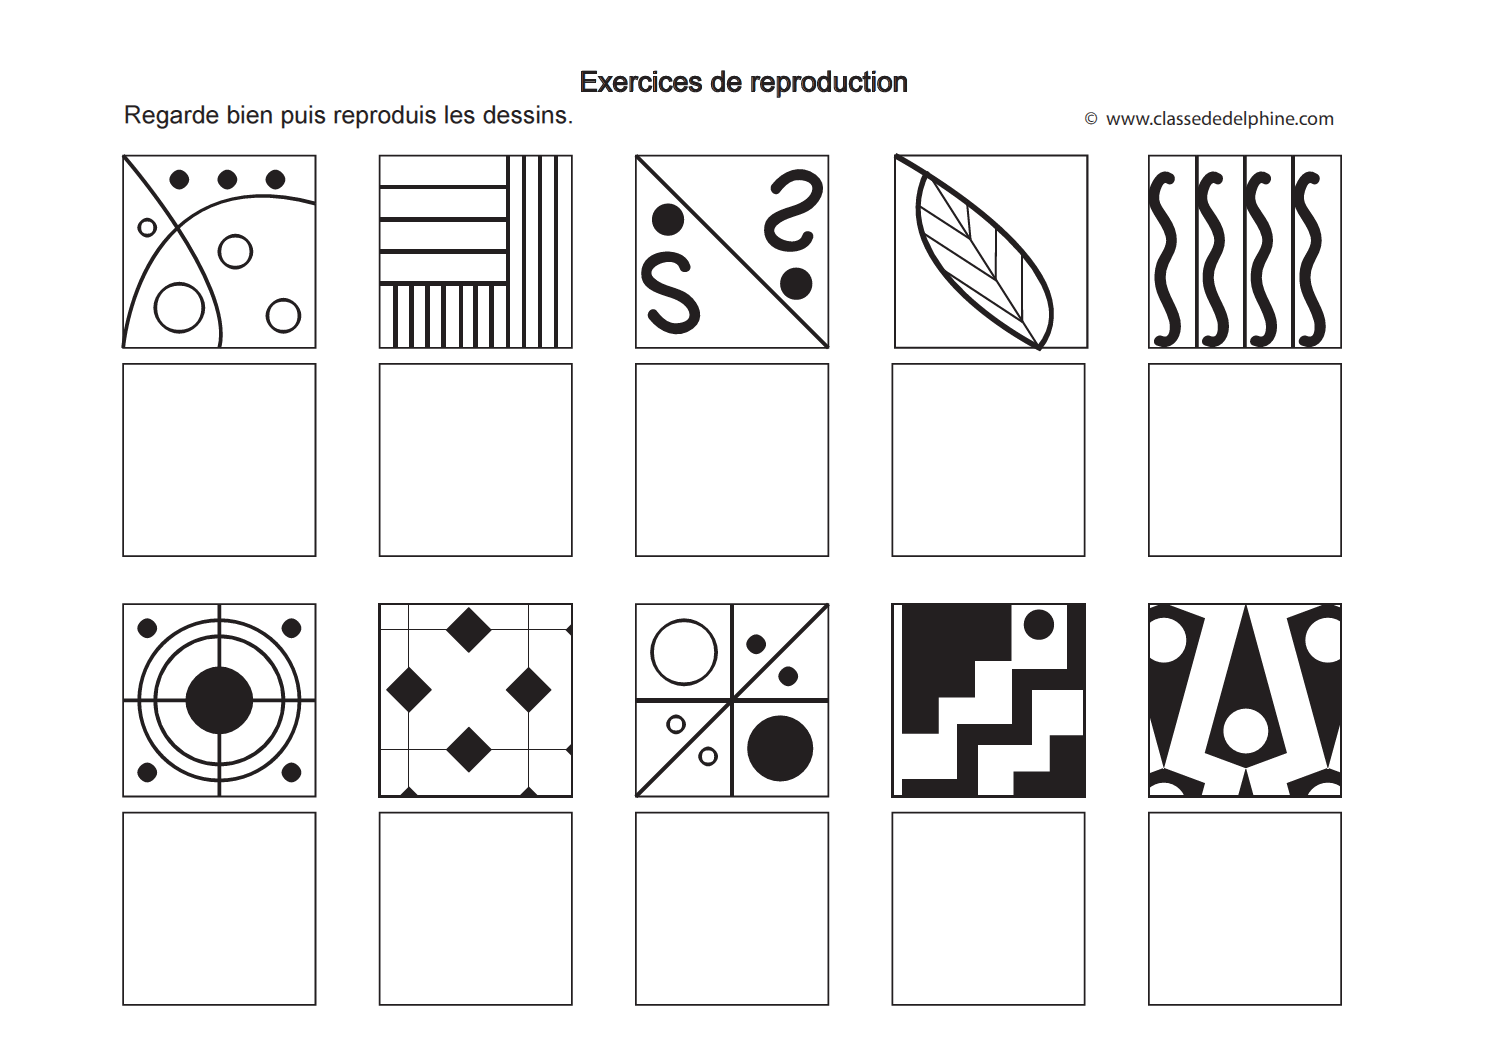 Exercices de reproduction
Regarde bien puis reproduis les dessins.
© www.classededelphine.com